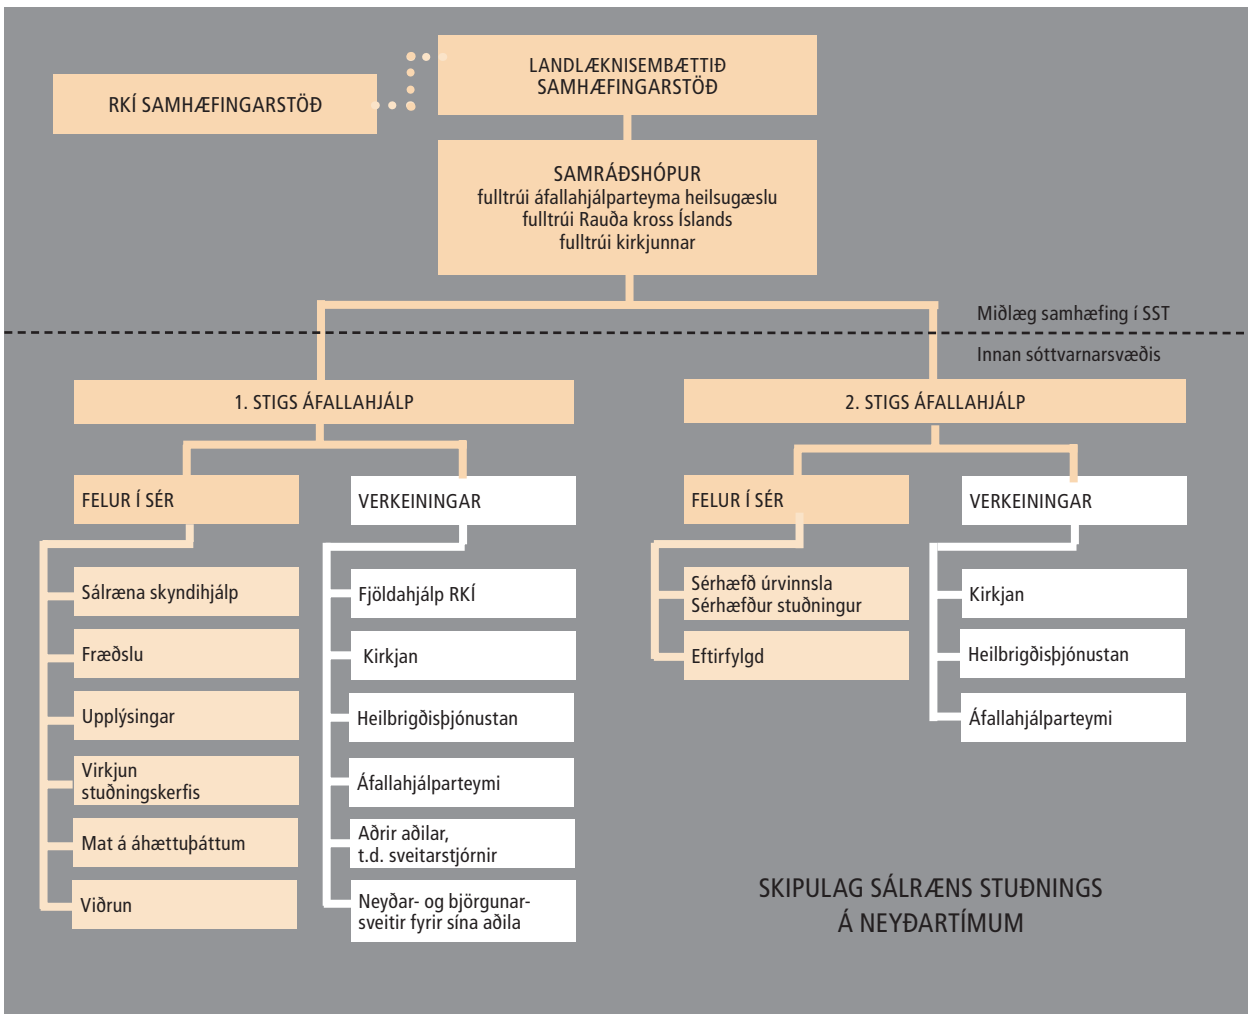 RKÍ SAMHÆFINGARSTÖÐ
LANDLÆKNISEMBÆTTIÐ
SAMHÆFINGARSTÖÐ
SAMRÁÐSHÓPUR
fulltrúi áfallahjálparteyma heilsugæslu
fulltrúi Rauða kross Íslands
fulltrúi kirkjunnar
Miðlæg samhæfing í SST
Innan sóttvarnarsvæðis
1. STIGS ÁFALLAHJÁLP
FELUR Í SÉR
Sálræna skyndihjálp
Fræðslu
Upplýsingar
Virkjun
stuðningskerfis
Mat á áhættuþáttum
Viðrun
VERKEININGAR
Fjöldahjálp RKÍ
Kirkjan
Heilbrigðisþjónustan
Áfallahjálparteymi
Aðrir aðilar,
t.d. sveitarstjórnir
Neyðar- og björgunar-
sveitir fyrir sína aðila
2. STIGS ÁFALLAHJÁLP
FELUR Í SÉR
Sérhæfð úrvinnsla
Sérhæfður stuðningur
Eftirfylgd
VERKEININGAR
Kirkjan
Heilbrigðisþjónustan
Áfallahjálparteymi
SKIPULAG SÁLRÆNS STUÐNINGS
Á NEYÐARTÍMUM